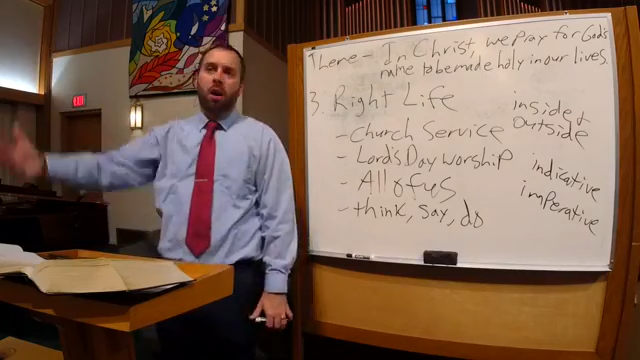 EXIT
Theme - In Christ, we pray for God's
name to be made holy in our lives.
3. Right Life
- Church Service
- Lord's Day worship
- All of us
- think, say, do
inside +
outside
indicative
imperative